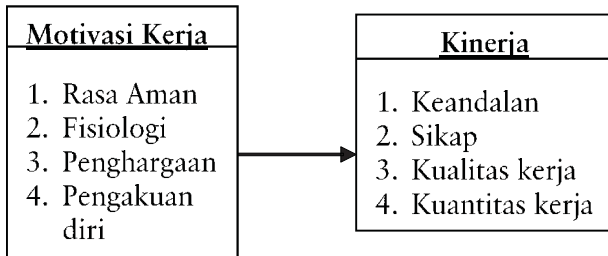 Motivasi Kerja
1. Rasa Aman
2. Fisiologi
3. Penghargaan
4. Pengakuan
diri
Kinerja
1. Keandalan
2. Sikap
3. Kualitas kerja
4. Kuantitas kerja